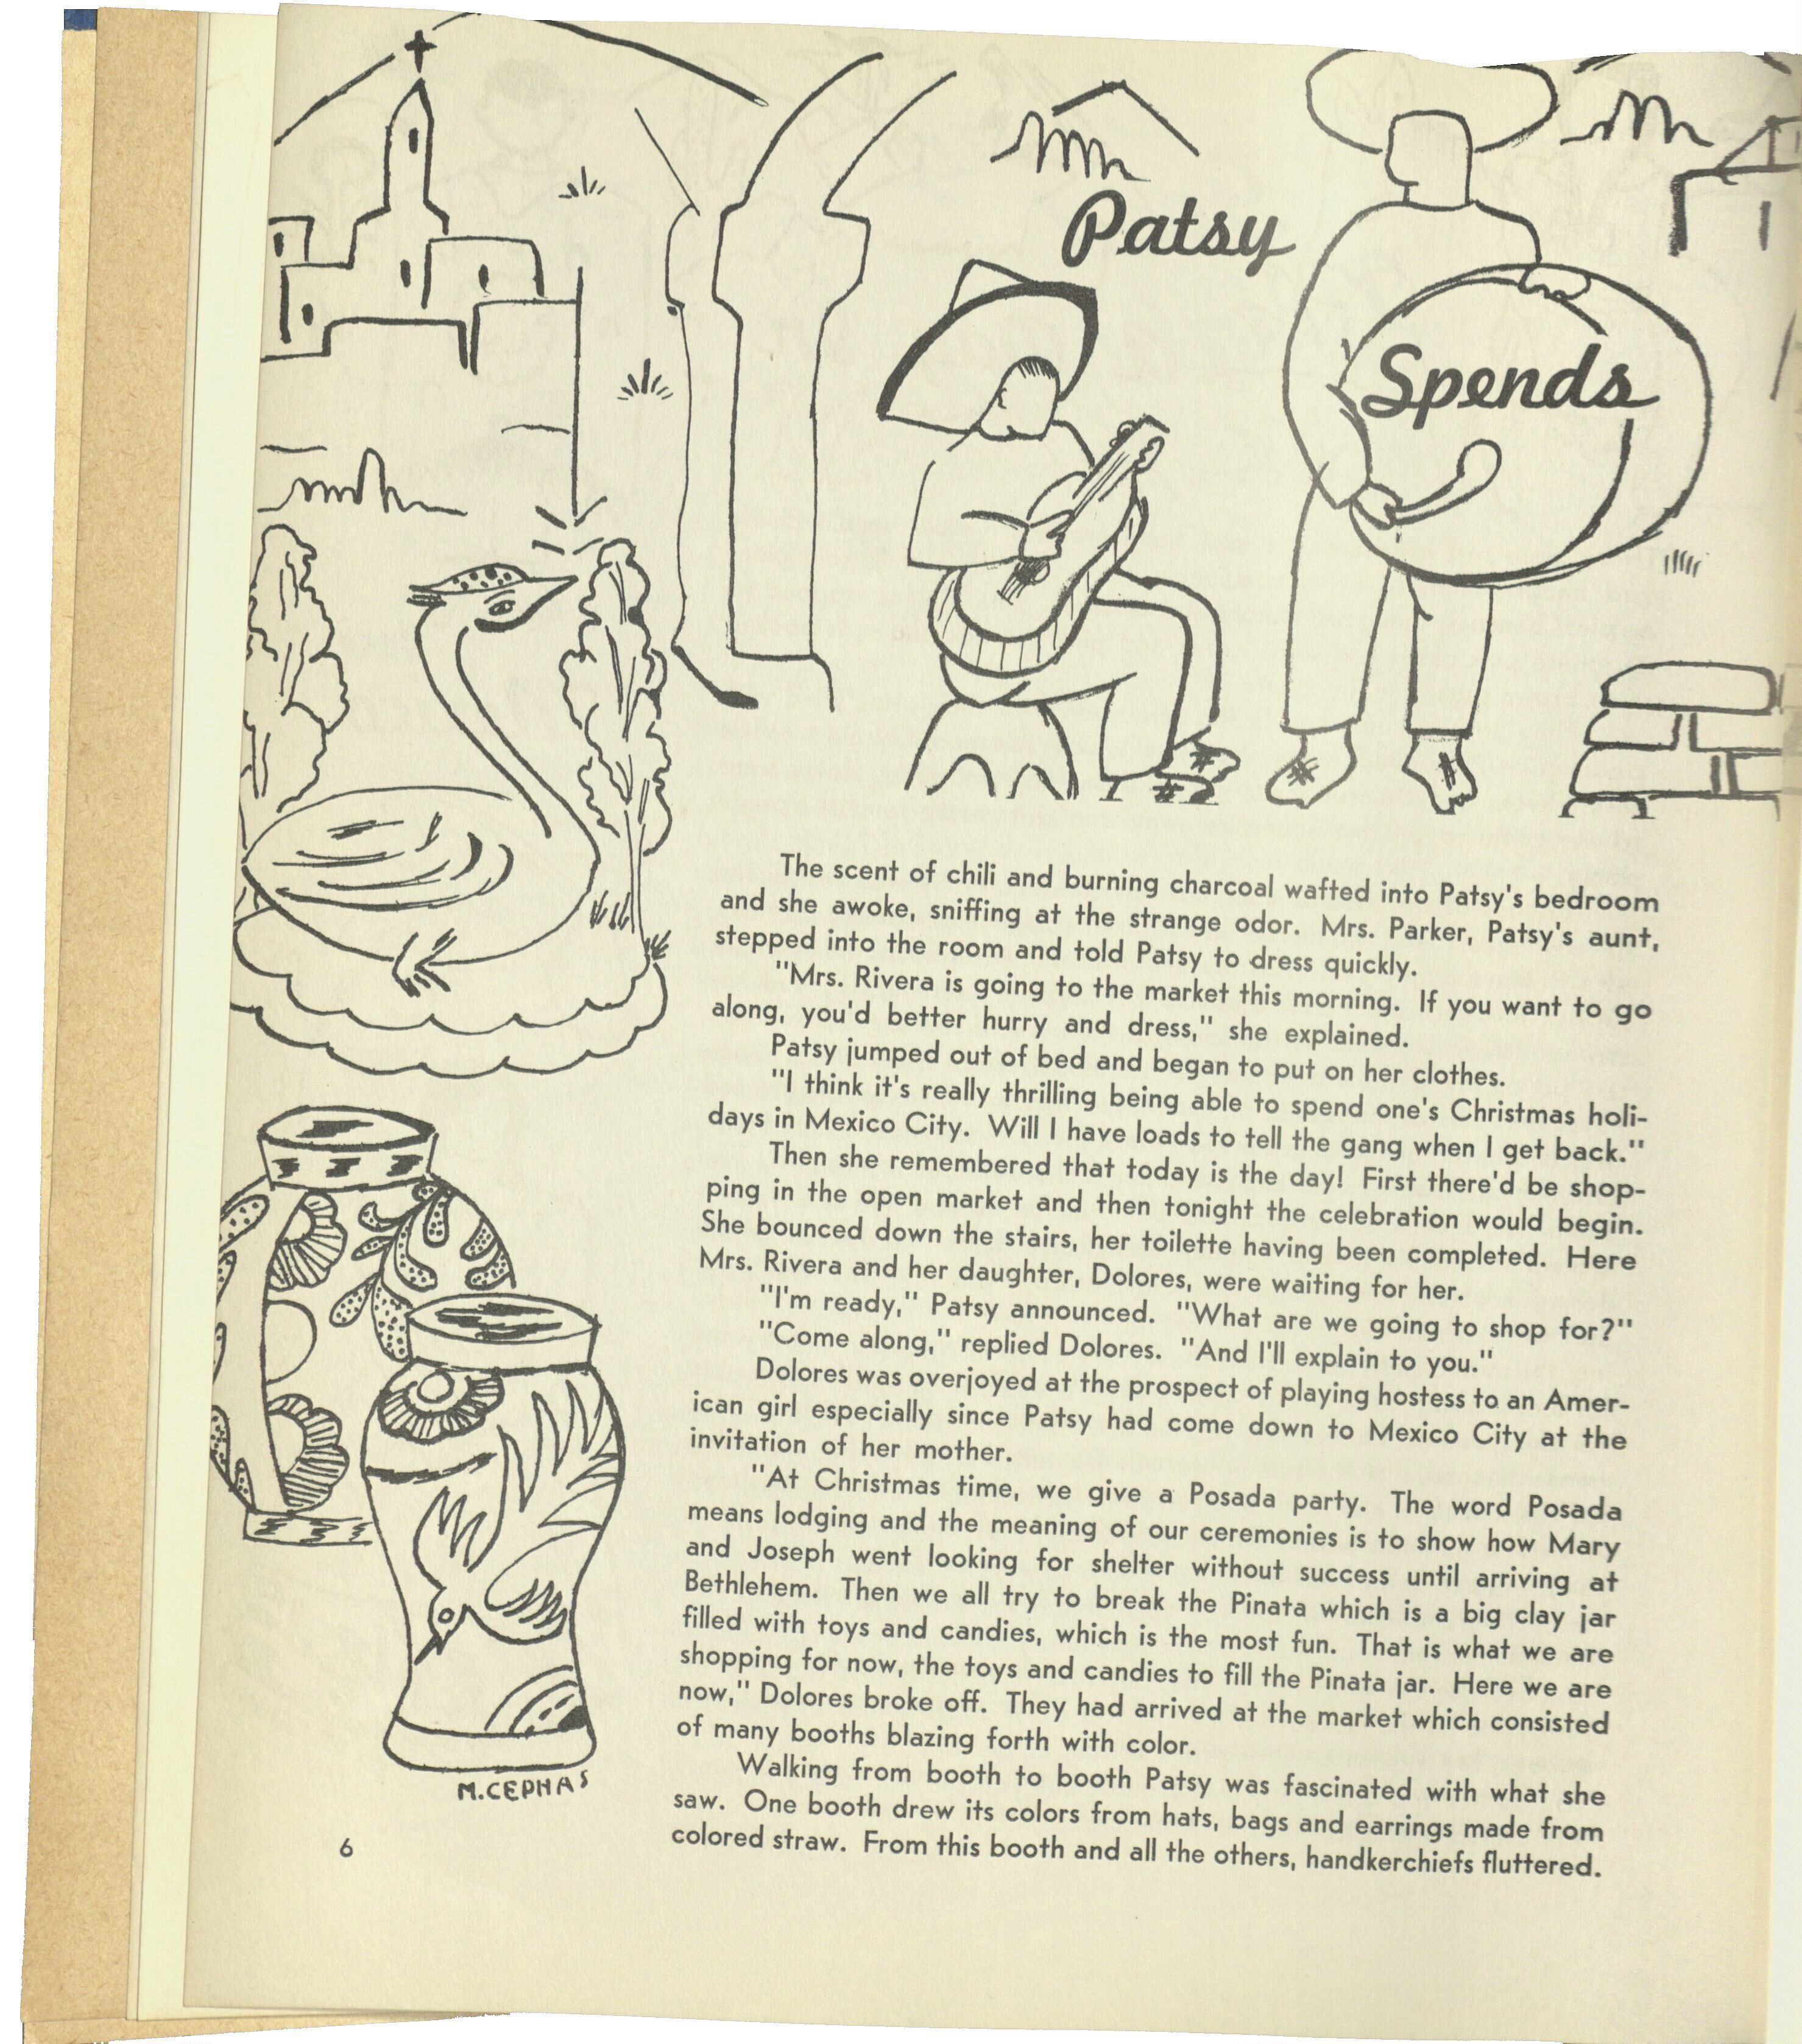 Patsy
Spends
The scent of chili and burning charcoal wafted into Patsy's bedroom
and she awoke, sniffing at the strange odor. Mrs. Parker, Patsy's aunt,
stepped into the room and told Patsy to dress quickly.
"Mrs. Rivera is going to the market this morning. If you want to go
along, you'd better hurry and dress," she explained.
Patsy jumped out of bed and began to put on her clothes.
"I think it's really thrilling being able to spend one's Christmas holi-
days in Mexico City. Will I have loads to tell the gang when I get back."
Then she remembered that today is the day! First there'd be shop-
ping in the open market and then tonight the celebration would begin.
She bounced down the stairs, her toilette having been completed. Here
Mrs. Rivera and her daughter, Dolores, were waiting for her.
"I'm ready," Patsy announced. "What are we going to shop for?"
"Come along," replied Dolores. "And I'll explain to you."
Dolores was overjoyed at the prospect of playing hostess to an Amer-
ican girl especially since Patsy had come down to Mexico City at the
invitation of her mother.
"At Christmas time, we give a Posada party. The word Posada
means lodging and the meaning of our ceremonies is to show how Mary
and Joseph went looking for shelter without success until arriving at
Bethlehem. Then we all try to break the Pinata which is a big clay jar
filled with toys and candies, which is the most fun. That is what we are
shopping for now, the toys and candies to fill the Pinata jar. Here we are
now," Dolores broke off. They had arrived at the market which consisted
of many booths blazing forth with color.
Walking from booth to booth Patsy was fascinated with what she
saw. One booth drew its colors from hats, bags and earrings made from
colored straw. From this booth and all the others, handkerchiefs fluttered.
M.CEPHAS
6